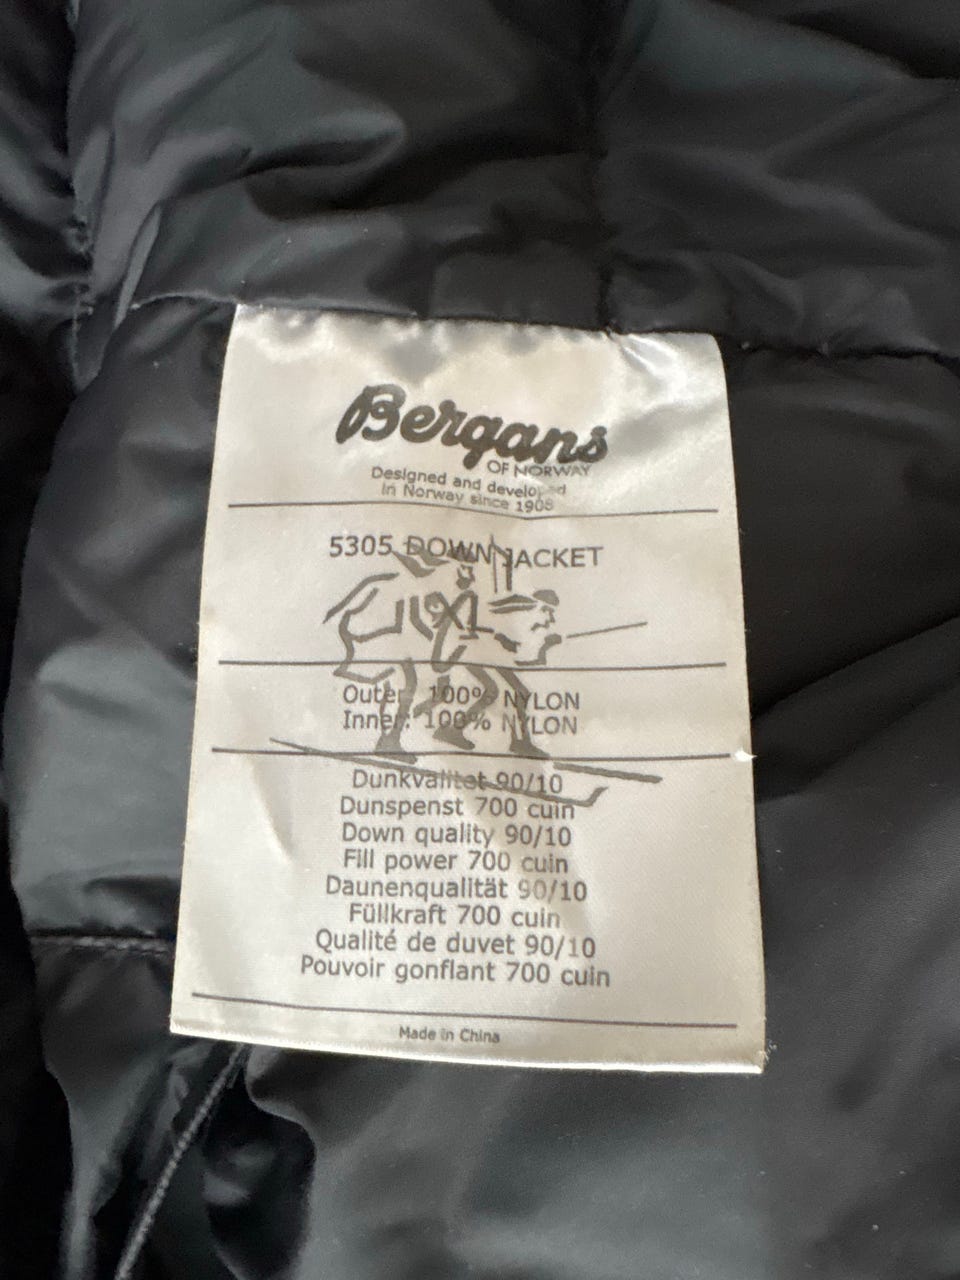 Bergans
OF NORWAY
Designed and developed
in Norway since 1908
5305 DOWN JACKET
Outer: 100% NYLON
Inner: 100% NYLON
Dunkvalitet 90/10
Dunspenst 700 cuin
Down quality 90/10
Fill power 700 cuin
Daunenqualität 90/10
Füllkraft 700 cuin
Qualité de duvet 90/10
Pouvoir gonflant 700 cuin
Made in China